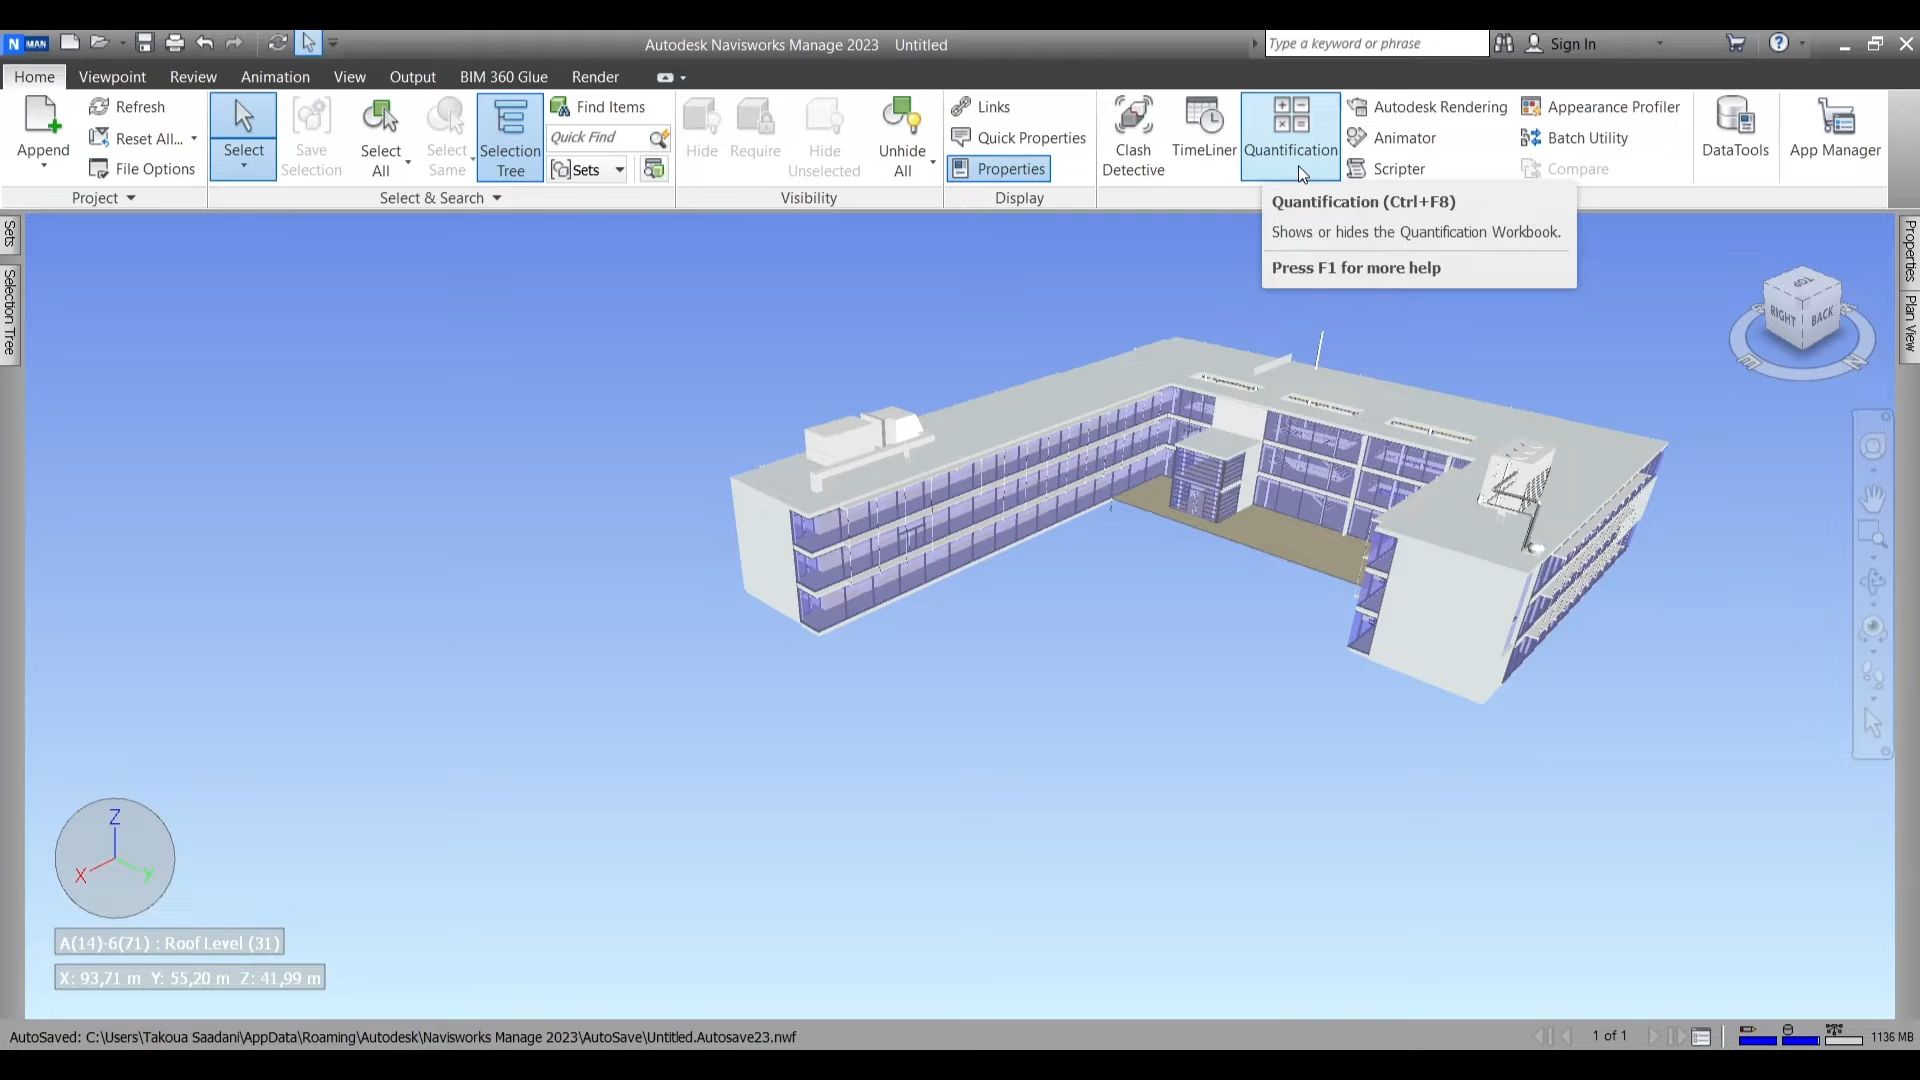 N MAN
Autodesk Navisworks Manage 2023 Untitled
Type a keyword or phrase
Sign In
Home Viewpoint Review Animation View Output BIM 360 Glue Render
Append
Refresh
Reset All...
File Options
Project
Select
Save Selection
Select All
Select Same
Selection Tree
Find Items
Quick Find
Sets
Select & Search
Hide
Require
Hide Unselected
Unhide All
Visibility
Links
Quick Properties
Properties
Display
Clash Detective
TimeLiner
Quantification
Autodesk Rendering
Animator
Scripter
Appearance Profiler
Batch Utility
Compare
DataTools
App Manager
Quantification (Ctrl+F8)
Shows or hides the Quantification Workbook.
Press F1 for more help
Sets
Selection Tree
Properties
Plan View
TOP
RIGHT
BACK
Z
X
Y
A(14)-6(71) : Roof Level (31)
X: 93,71 m Y: 55,20 m Z: 41,99 m
AutoSaved: C:\Users\Takoua Saadani\AppData\Roaming\Autodesk\Navisworks Manage 2023\AutoSave\Untitled.Autosave23.nwf
1 of 1
1136 MB